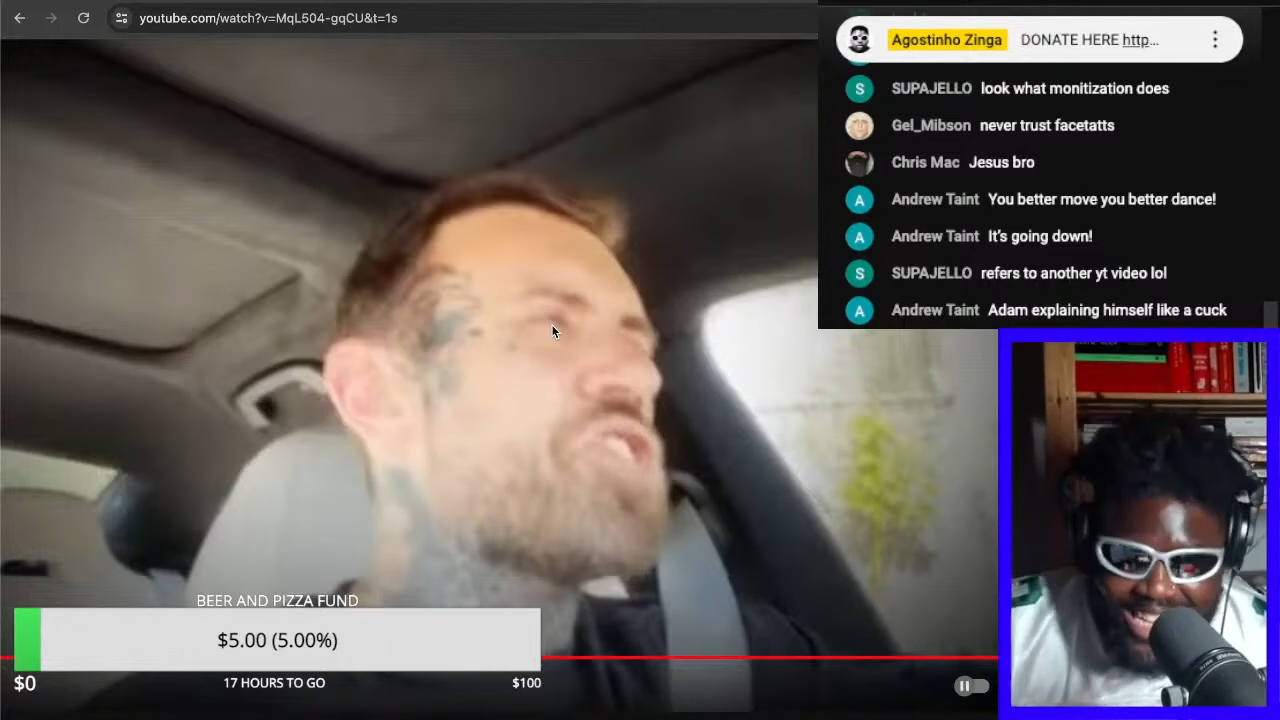 youtube.com/watch?v=MqL504-gqCU&t=1s
Agostinho Zinga DONATE HERE http...
S SUPAJELLO look what monitization does
Gel_Mibson never trust facetatts
Chris Mac Jesus bro
A Andrew Taint You better move you better dance!
A Andrew Taint It's going down!
S SUPAJELLO refers to another yt video lol
A Andrew Taint Adam explaining himself like a cuck
BEER AND PIZZA FUND
$5.00 (5.00%)
$0 17 HOURS TO GO $100